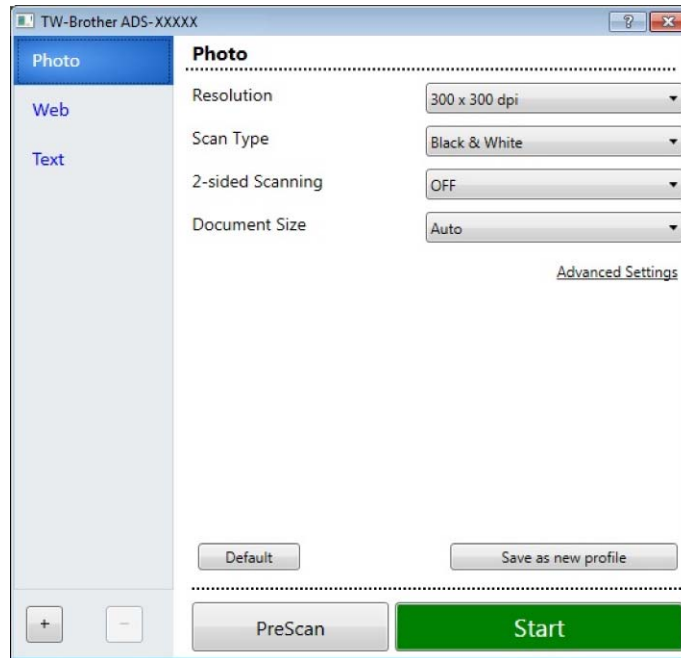 TW-Brother ADS-XXXXX
?
Photo
Web
Text
Photo
Resolution
300 x 300 dpi
Scan Type
Black & White
2-sided Scanning
OFF
Document Size
Auto
Advanced Settings
Default
Save as new profile
+
-
PreScan
Start